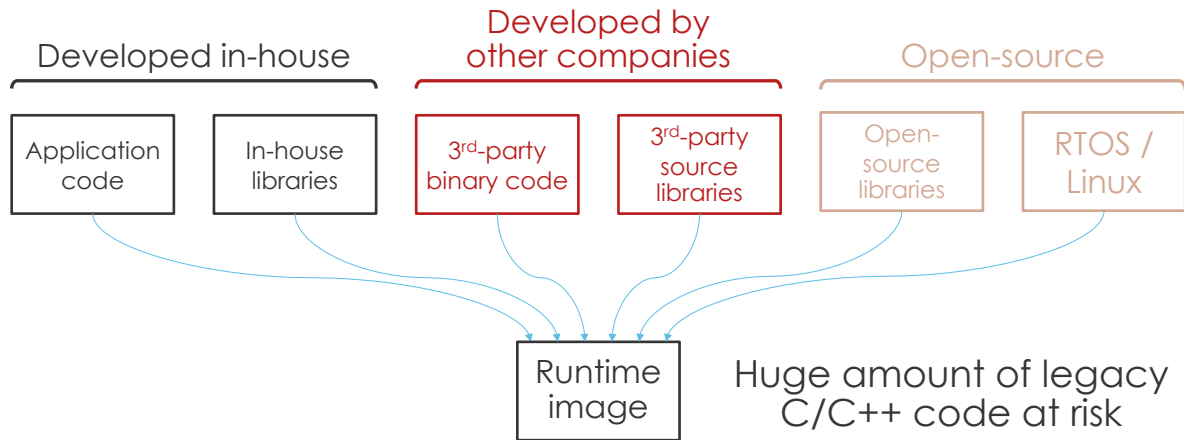 Developed in-house
Developed by
other companies
Open-source
Application
code
In-house
libraries
3rd-party
binary code
3rd-party
source
libraries
Open-
source
libraries
RTOS /
Linux
Runtime
image
Huge amount of legacy
C/C++ code at risk